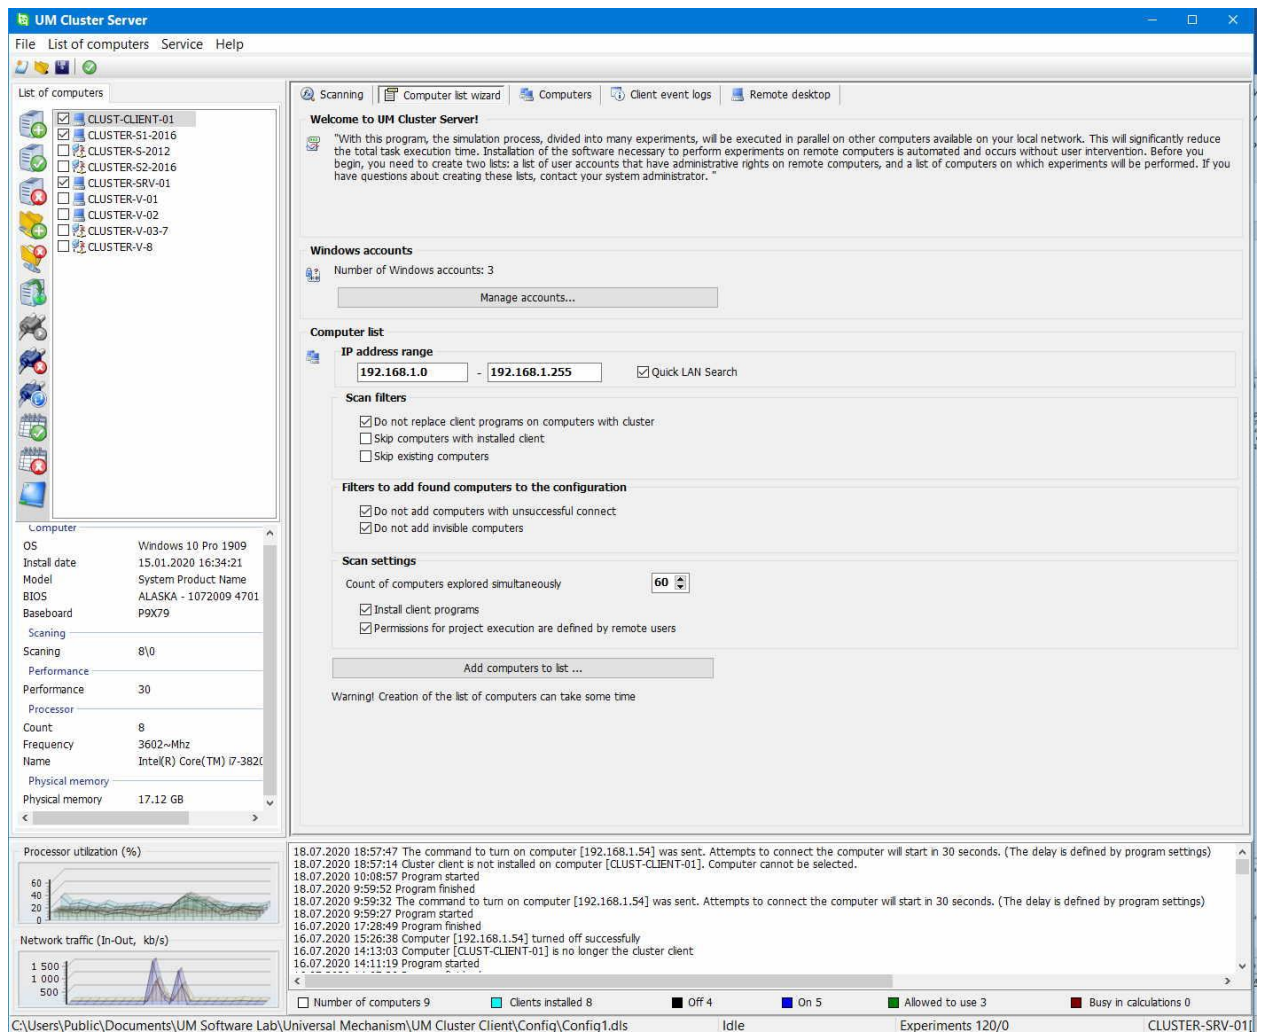 UM Cluster Server
File List of computers Service Help
List of computers
CLUST-CLIENT-01
CLUSTER-S1-2016
CLUSTER-S-2012
CLUSTER-S2-2016
CLUSTER-SRV-01
CLUSTER-V-01
CLUSTER-V-02
CLUSTER-V-03-7
CLUSTER-V-8
Computer
OS Windows 10 Pro 1909
Install date 15.01.2020 16:34:21
Model System Product Name
BIOS ALASKA - 1072009 4701
Baseboard P9X79
Scaning
Scaning 8\0
Performance
Performance 30
Processor
Count 8
Frequency 3602~Mhz
Name Intel(R) Core(TM) i7-382
Physical memory
Physical memory 17.12 GB
Scanning Computer list wizard Computers Client event logs Remote desktop
Welcome to UM Cluster Server!
"With this program, the simulation process, divided into many experiments, will be executed in parallel on other computers available on your local network. This will significantly reduce
the total task execution time. Installation of the software necessary to perform experiments on remote computers is automated and occurs without user intervention. Before you
begin, you need to create two lists: a list of user accounts that have administrative rights on remote computers, and a list of computers on which experiments will be performed. If you
have questions about creating these lists, contact your system administrator. "
Windows accounts
Number of Windows accounts: 3
Manage accounts...
Computer list
IP address range
192.168.1.0 - 192.168.1.255 Quick LAN Search
Scan filters
Do not replace client programs on computers with cluster
Skip computers with installed client
Skip existing computers
Filters to add found computers to the configuration
Do not add computers with unsuccessful connect
Do not add invisible computers
Scan settings
Count of computers explored simultaneously 60
Install client programs
Permissions for project execution are defined by remote users
Add computers to list ...
Warning! Creation of the list of computers can take some time
Processor utilization (%)
60
40
20
0
Network traffic (In-Out, kb/s)
1 500
1 000
500
18.07.2020 18:57:47 The command to turn on computer [192.168.1.54] was sent. Attempts to connect the computer will start in 30 seconds. (The delay is defined by program settings)
18.07.2020 18:57:14 Cluster client is not installed on computer [CLUST-CLIENT-01]. Computer cannot be selected.
18.07.2020 10:08:57 Program started
18.07.2020 9:59:52 Program finished
18.07.2020 9:59:32 The command to turn on computer [192.168.1.54] was sent. Attempts to connect the computer will start in 30 seconds. (The delay is defined by program settings)
18.07.2020 9:59:27 Program started
16.07.2020 17:28:49 Program finished
16.07.2020 15:26:38 Computer [192.168.1.54] turned off successfully
16.07.2020 14:13:03 Computer [CLUST-CLIENT-01] is no longer the cluster client
16.07.2020 14:11:19 Program started
Number of computers 9 Clients installed 8 Off 4 On 5 Allowed to use 3 Busy in calculations 0
C:\Users\Public\Documents\UM Software Lab\Universal Mechanism\UM Cluster Client\Config\Config1.dls Idle Experiments 120/0 CLUSTER-SRV-01[